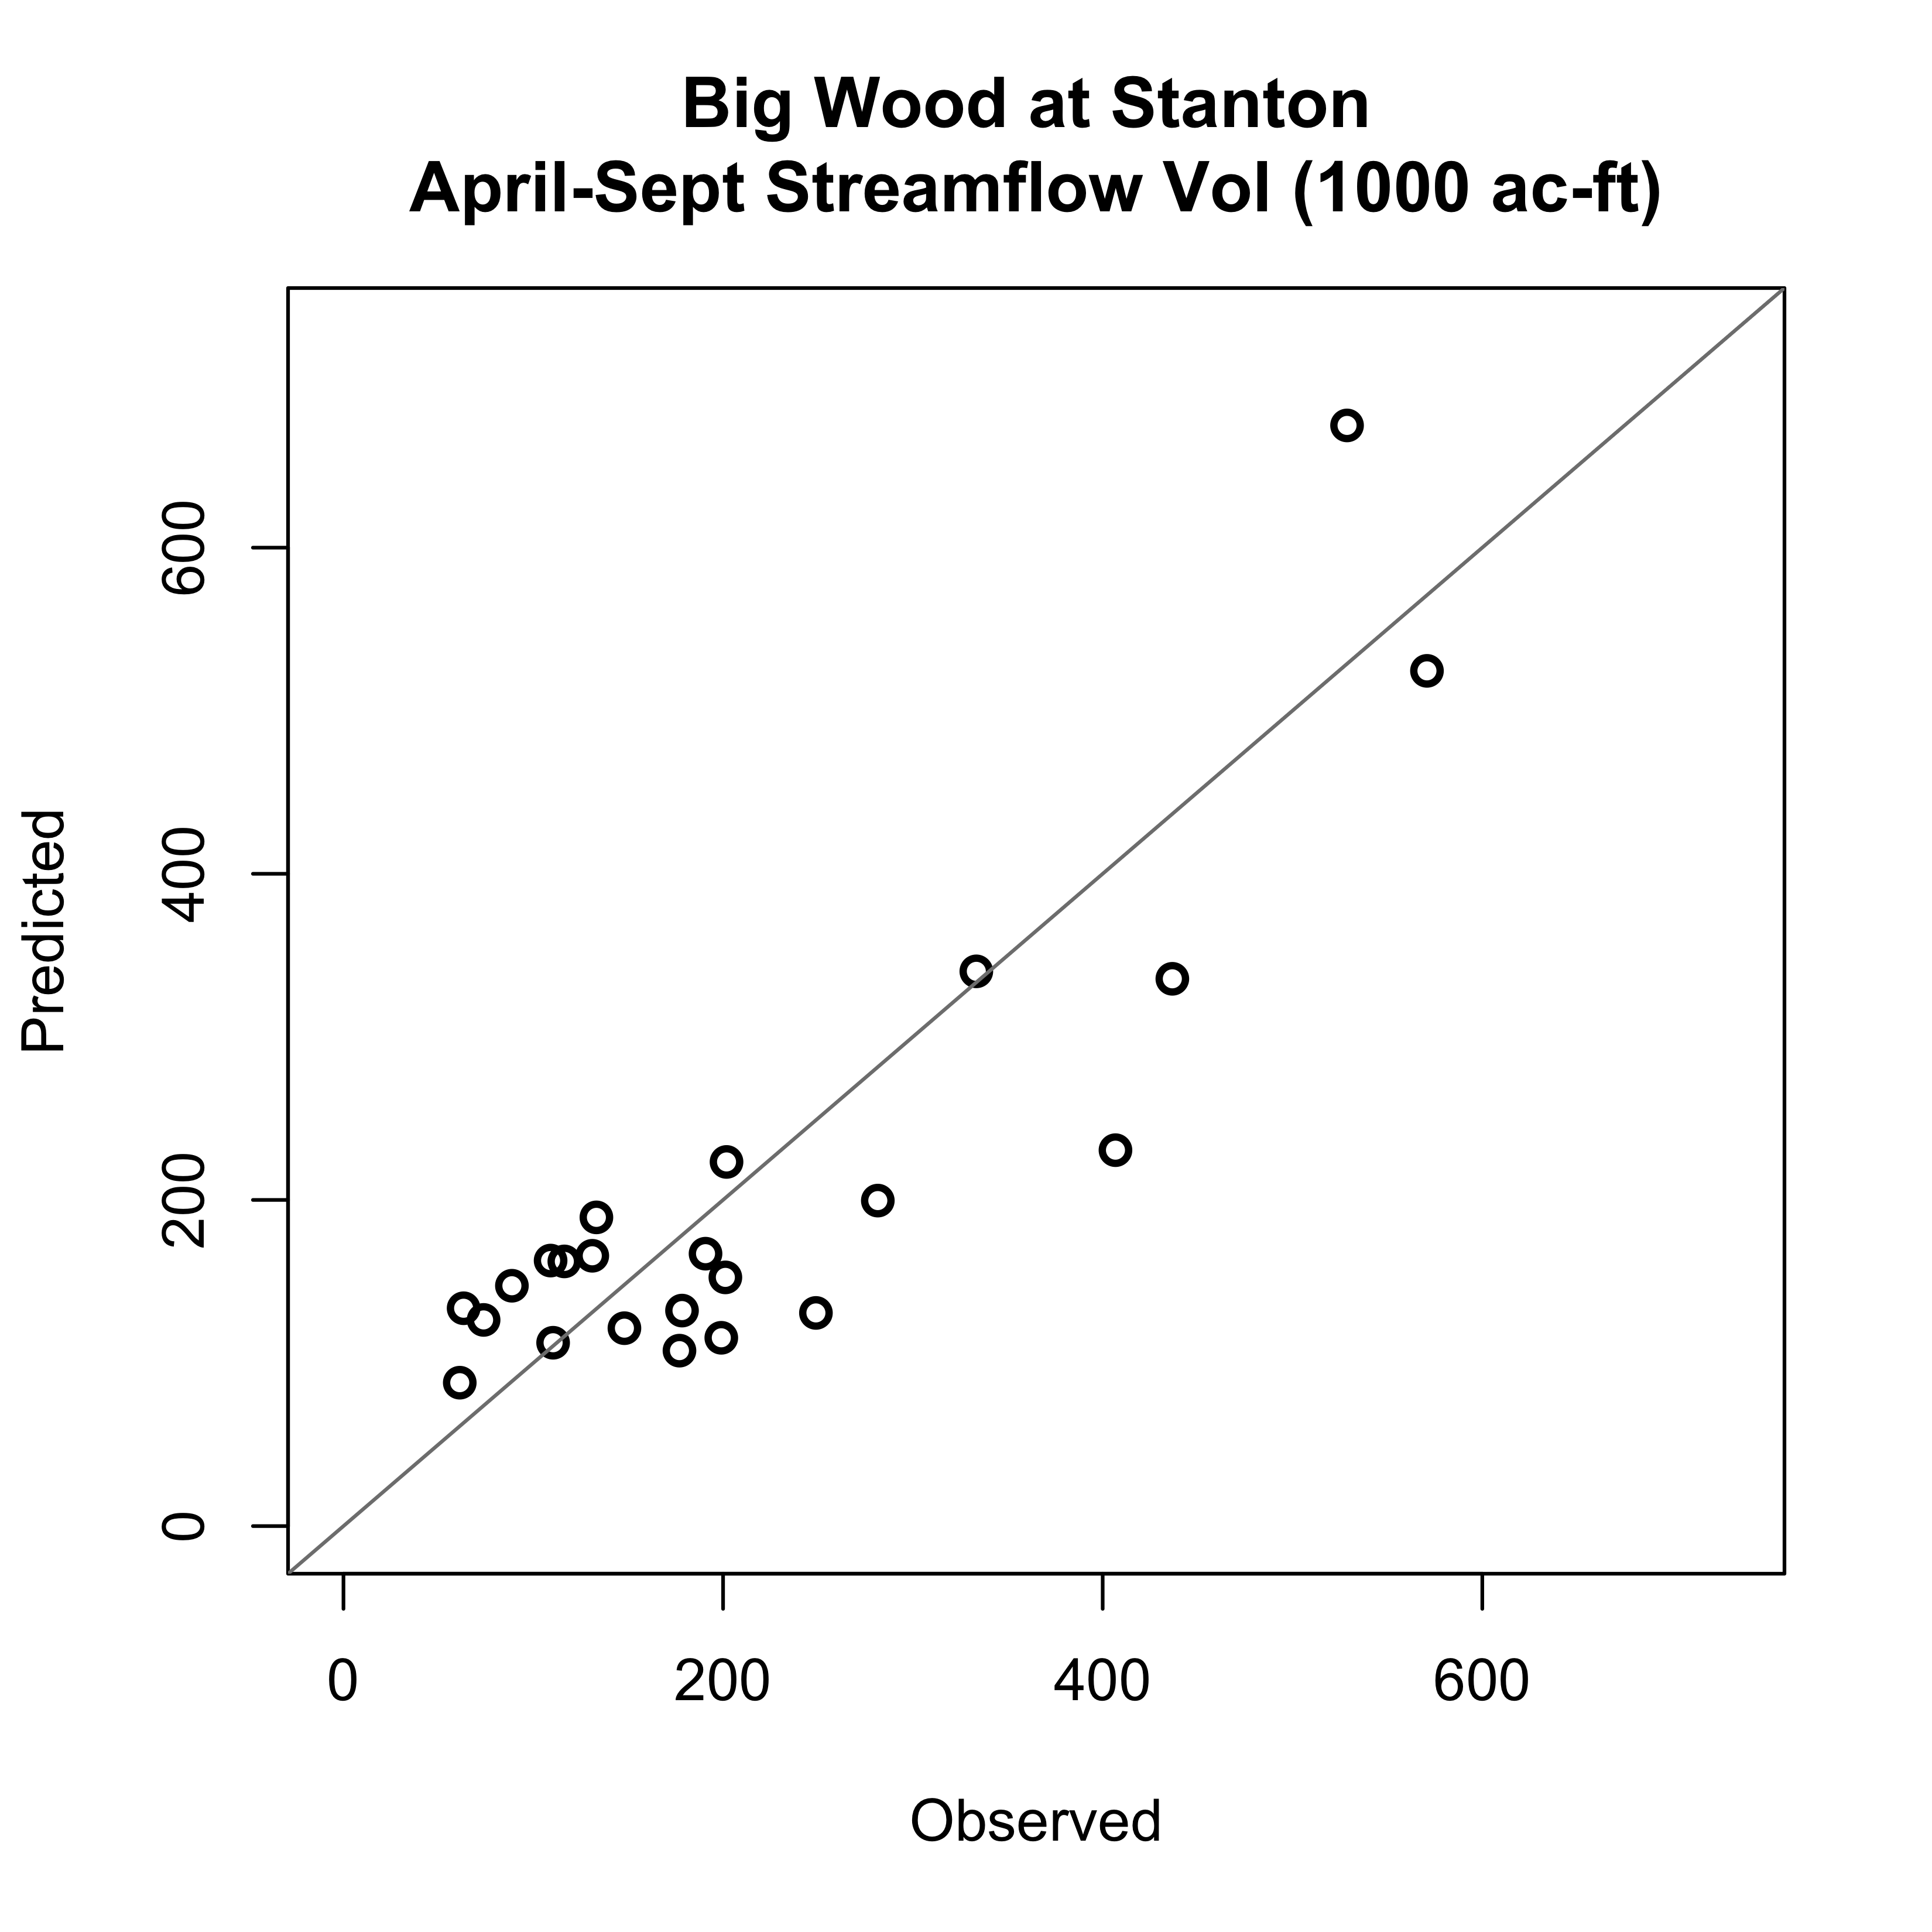 Big Wood at Stanton
April-Sept Streamflow Vol (1000 ac-ft)
Predicted
600
400
200
0
0 200 400 600
Observed